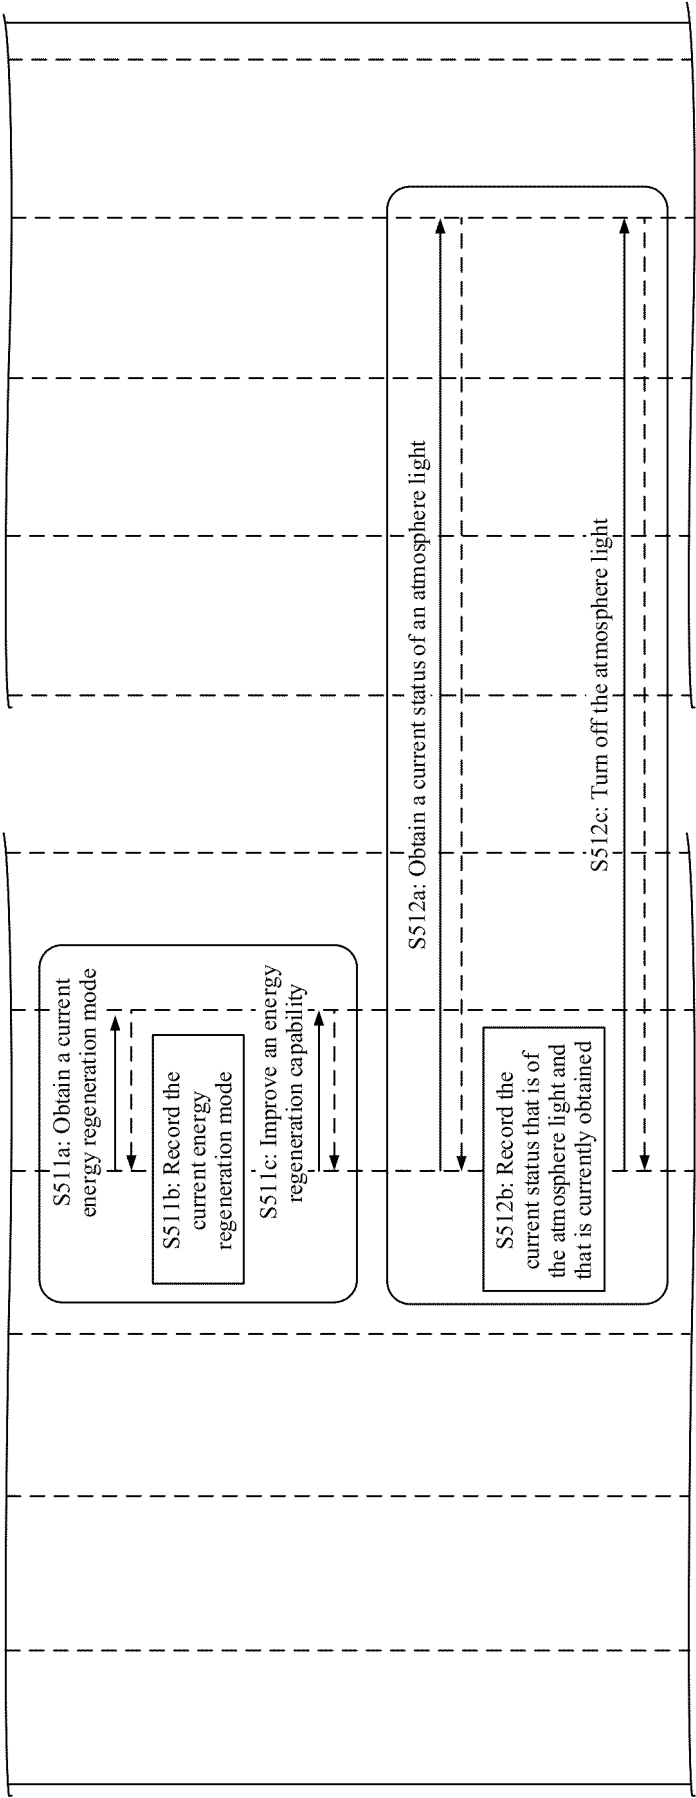 S511a: Obtain a current
energy regeneration mode
S511b: Record the
current energy
regeneration mode
S511c: Improve an energy
regeneration capability
S512a: Obtain a current status of an atmosphere light
S512b: Record the
current status that is of
the atmosphere light and
that is currently obtained
S512c: Turn off the atmosphere light